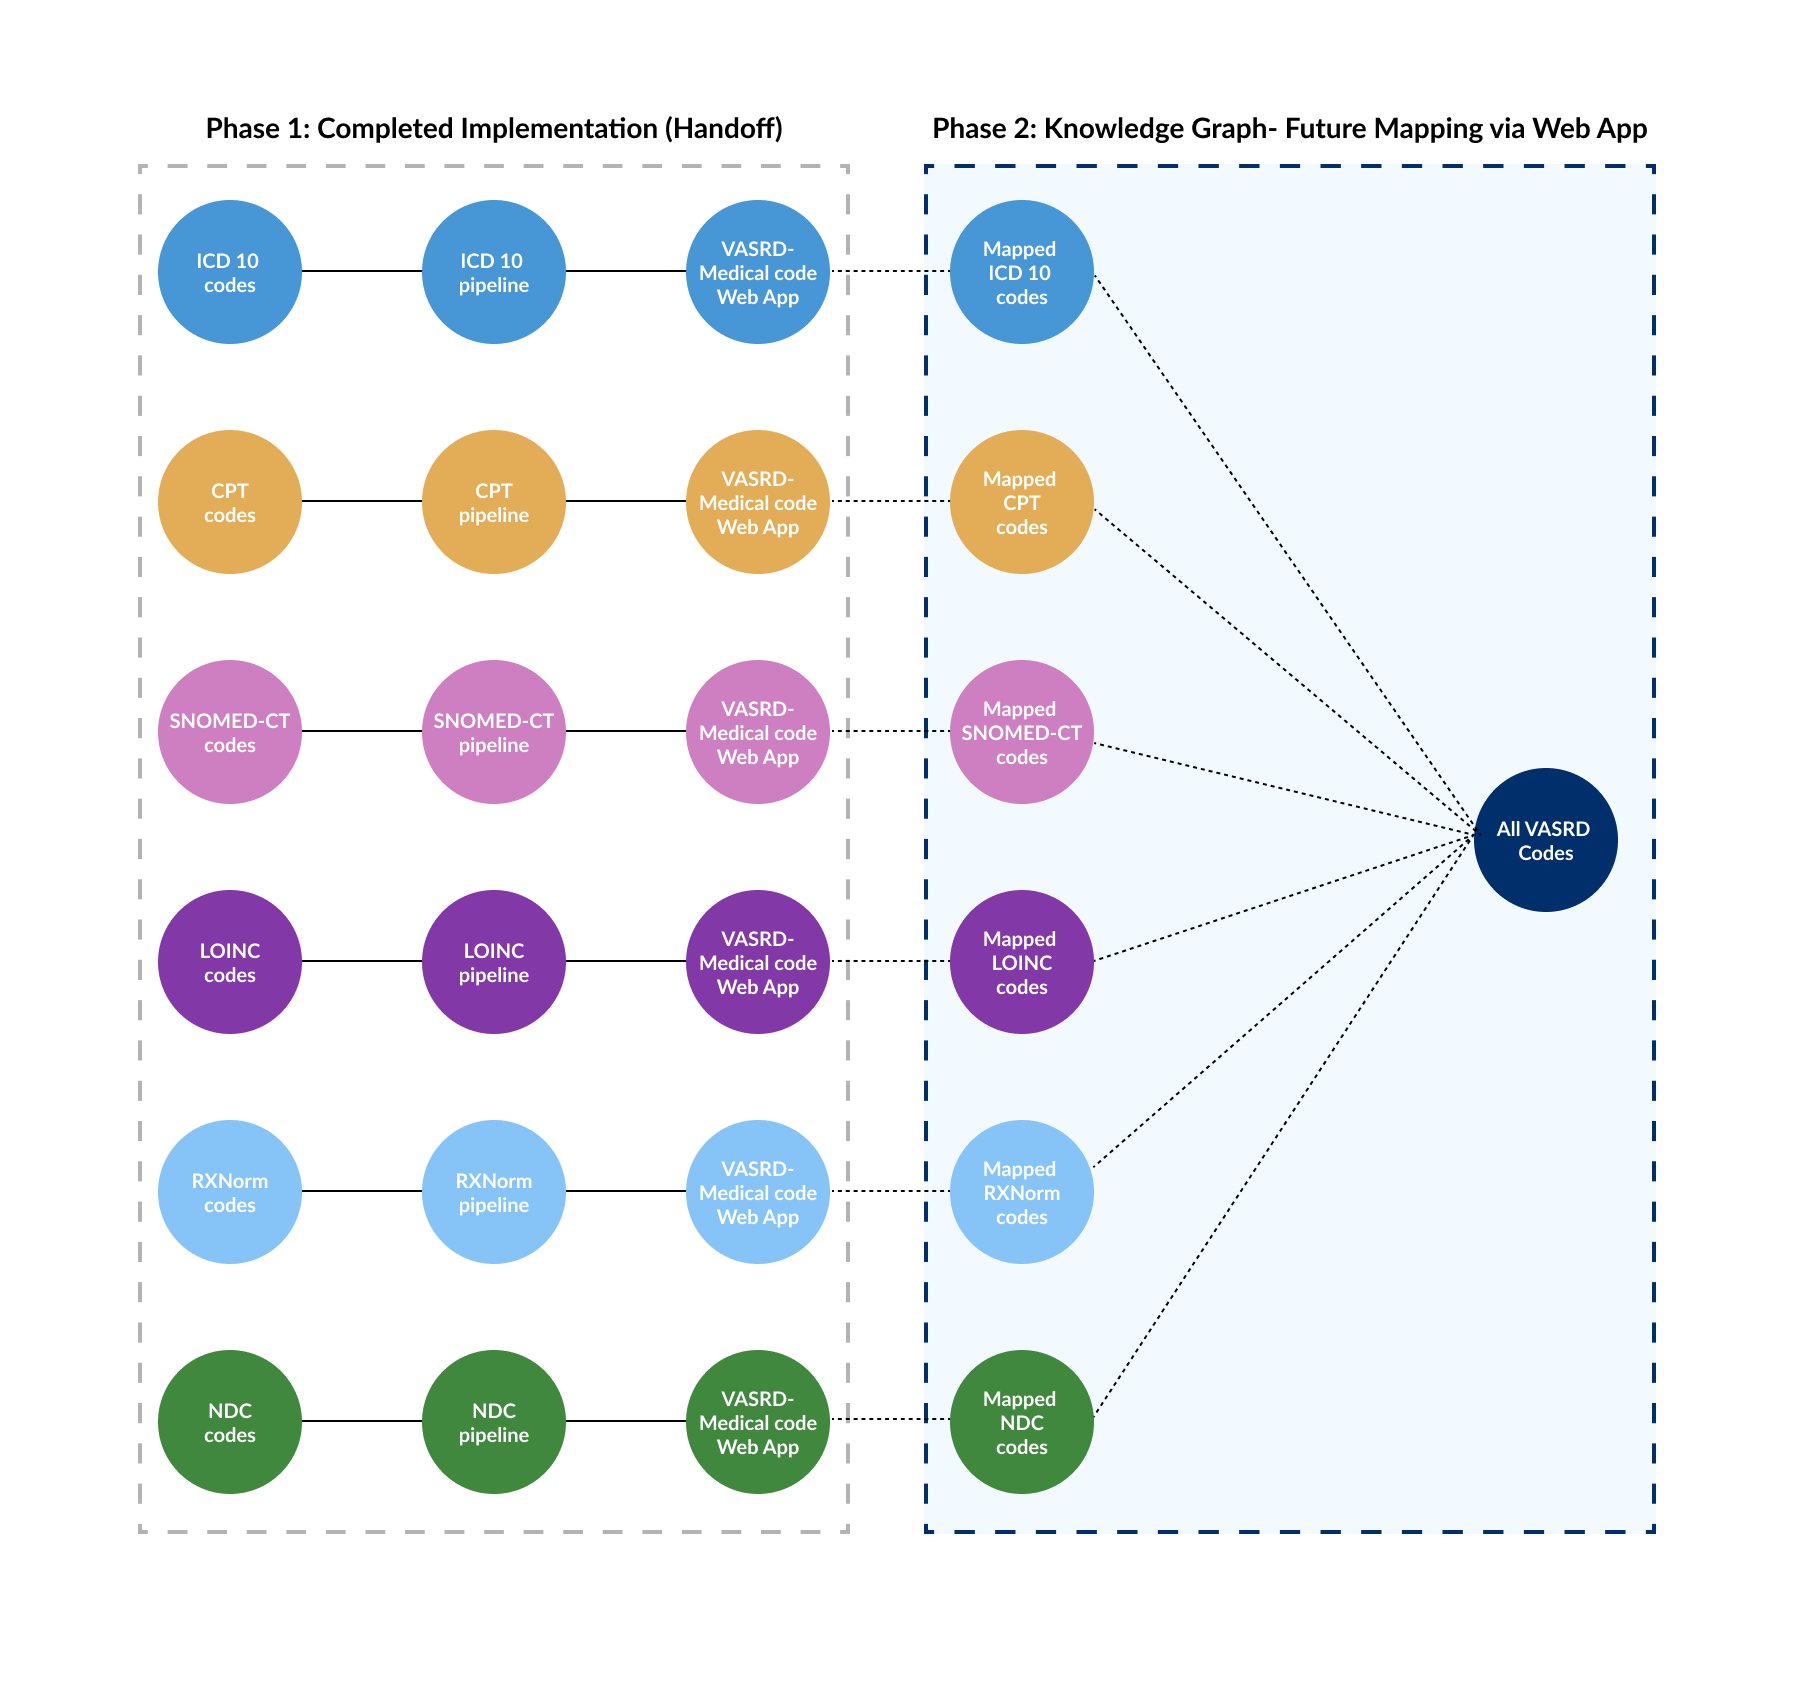 Phase 1: Completed Implementation (Handoff)
Phase 2: Knowledge Graph- Future Mapping via Web App
ICD 10
codes
ICD 10
pipeline
VASRD-
Medical code
Web App
Mapped
ICD 10
codes
CPT
codes
CPT
pipeline
VASRD-
Medical code
Web App
Mapped
CPT
codes
SNOMED-CT
codes
SNOMED-CT
pipeline
VASRD-
Medical code
Web App
Mapped
SNOMED-CT
codes
All VASRD
Codes
LOINC
codes
LOINC
pipeline
VASRD-
Medical code
Web App
Mapped
LOINC
codes
RXNorm
codes
RXNorm
pipeline
VASRD-
Medical code
Web App
Mapped
RXNorm
codes
NDC
codes
NDC
pipeline
VASRD-
Medical code
Web App
Mapped
NDC
codes